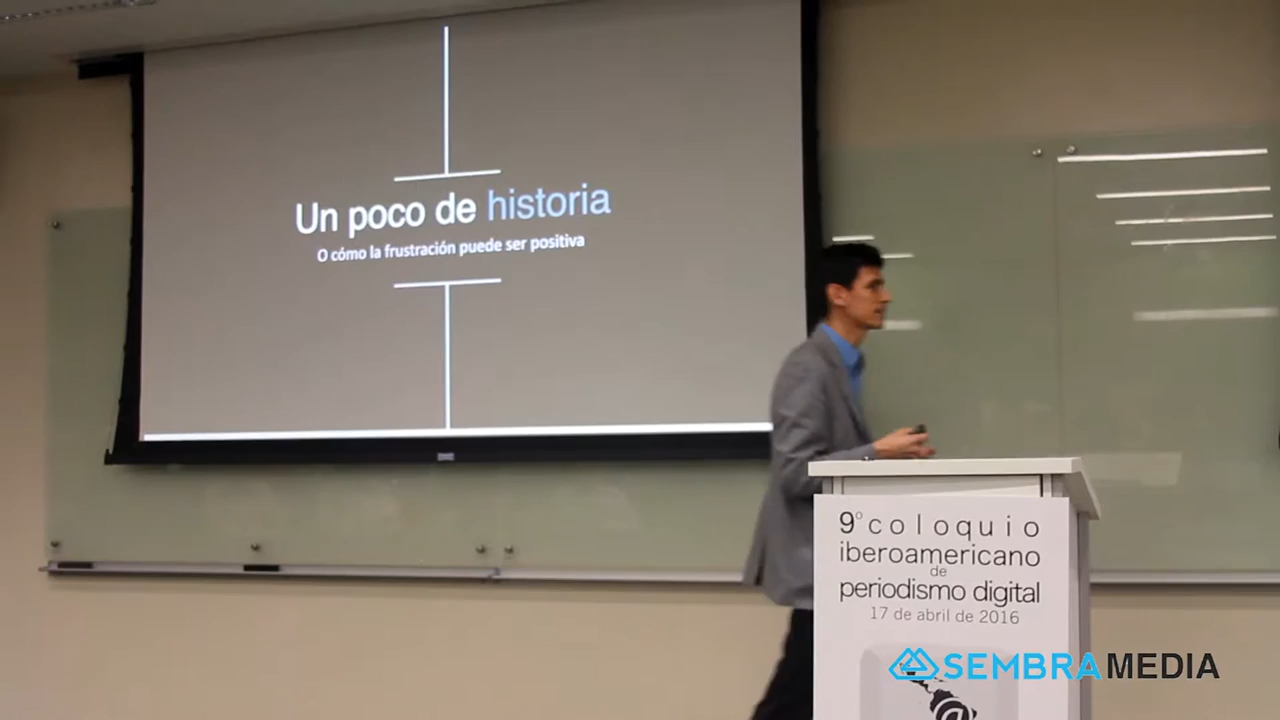 Un poco de historia
O cómo la frustración puede ser positiva
9º coloquio
iberoamericano
de
periodismo digital
17 de abril de 2016
@
SEMBRAMEDIA